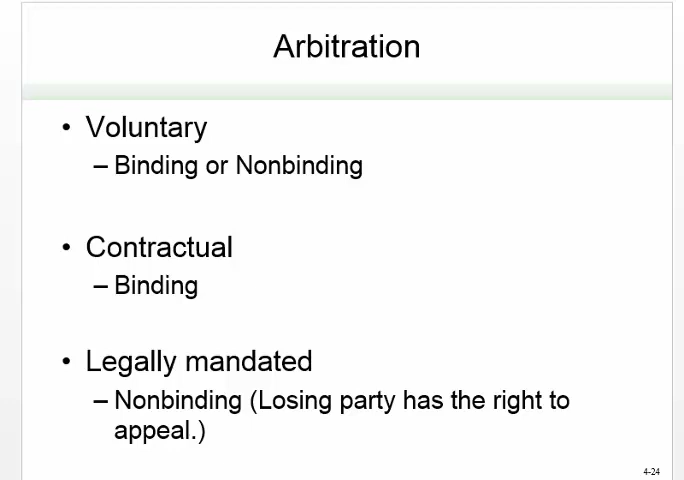 Arbitration
• Voluntary
– Binding or Nonbinding
• Contractual
– Binding
• Legally mandated
– Nonbinding (Losing party has the right to
appeal.)
4-24